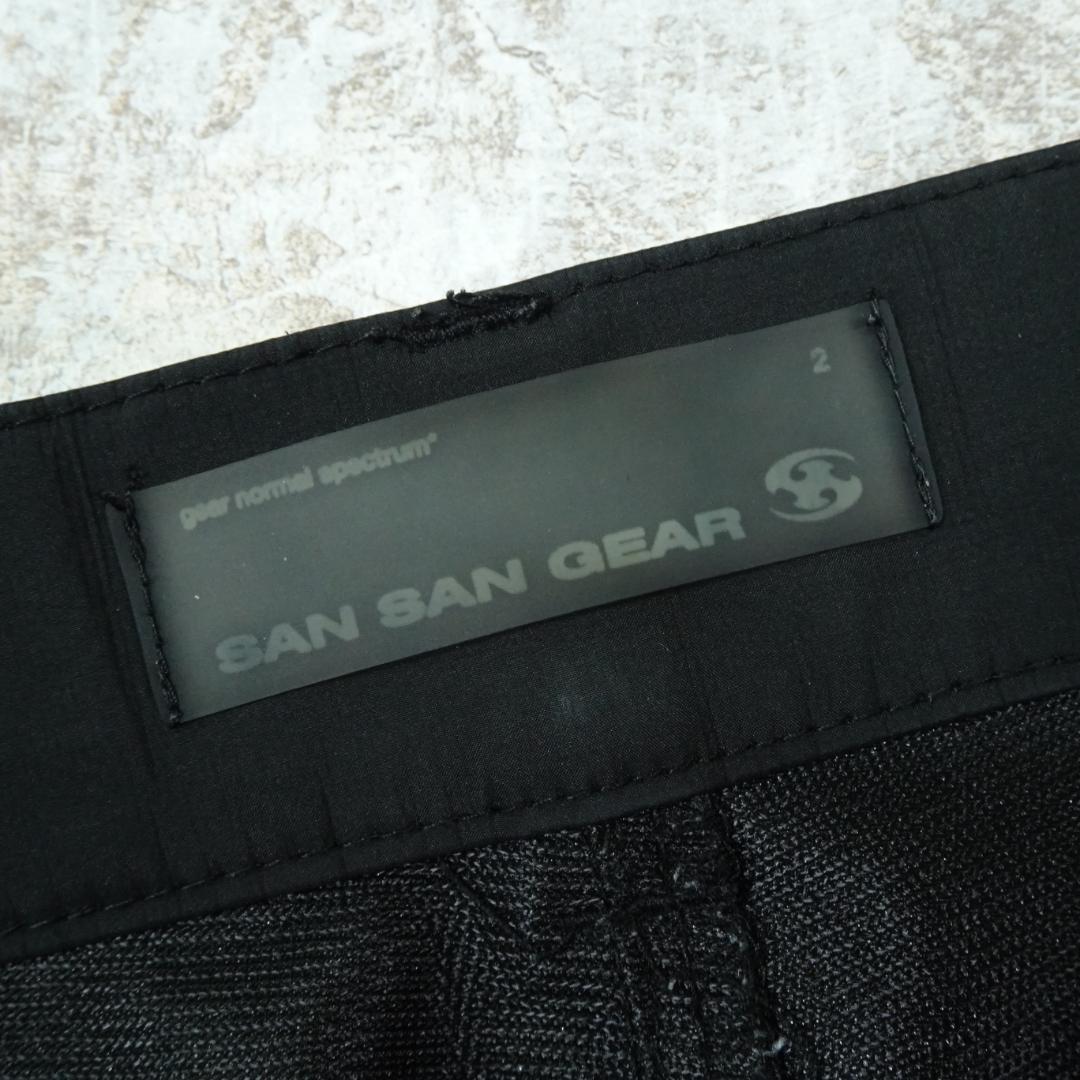 2
gear normal spectrum*
SAN SAN GEAR